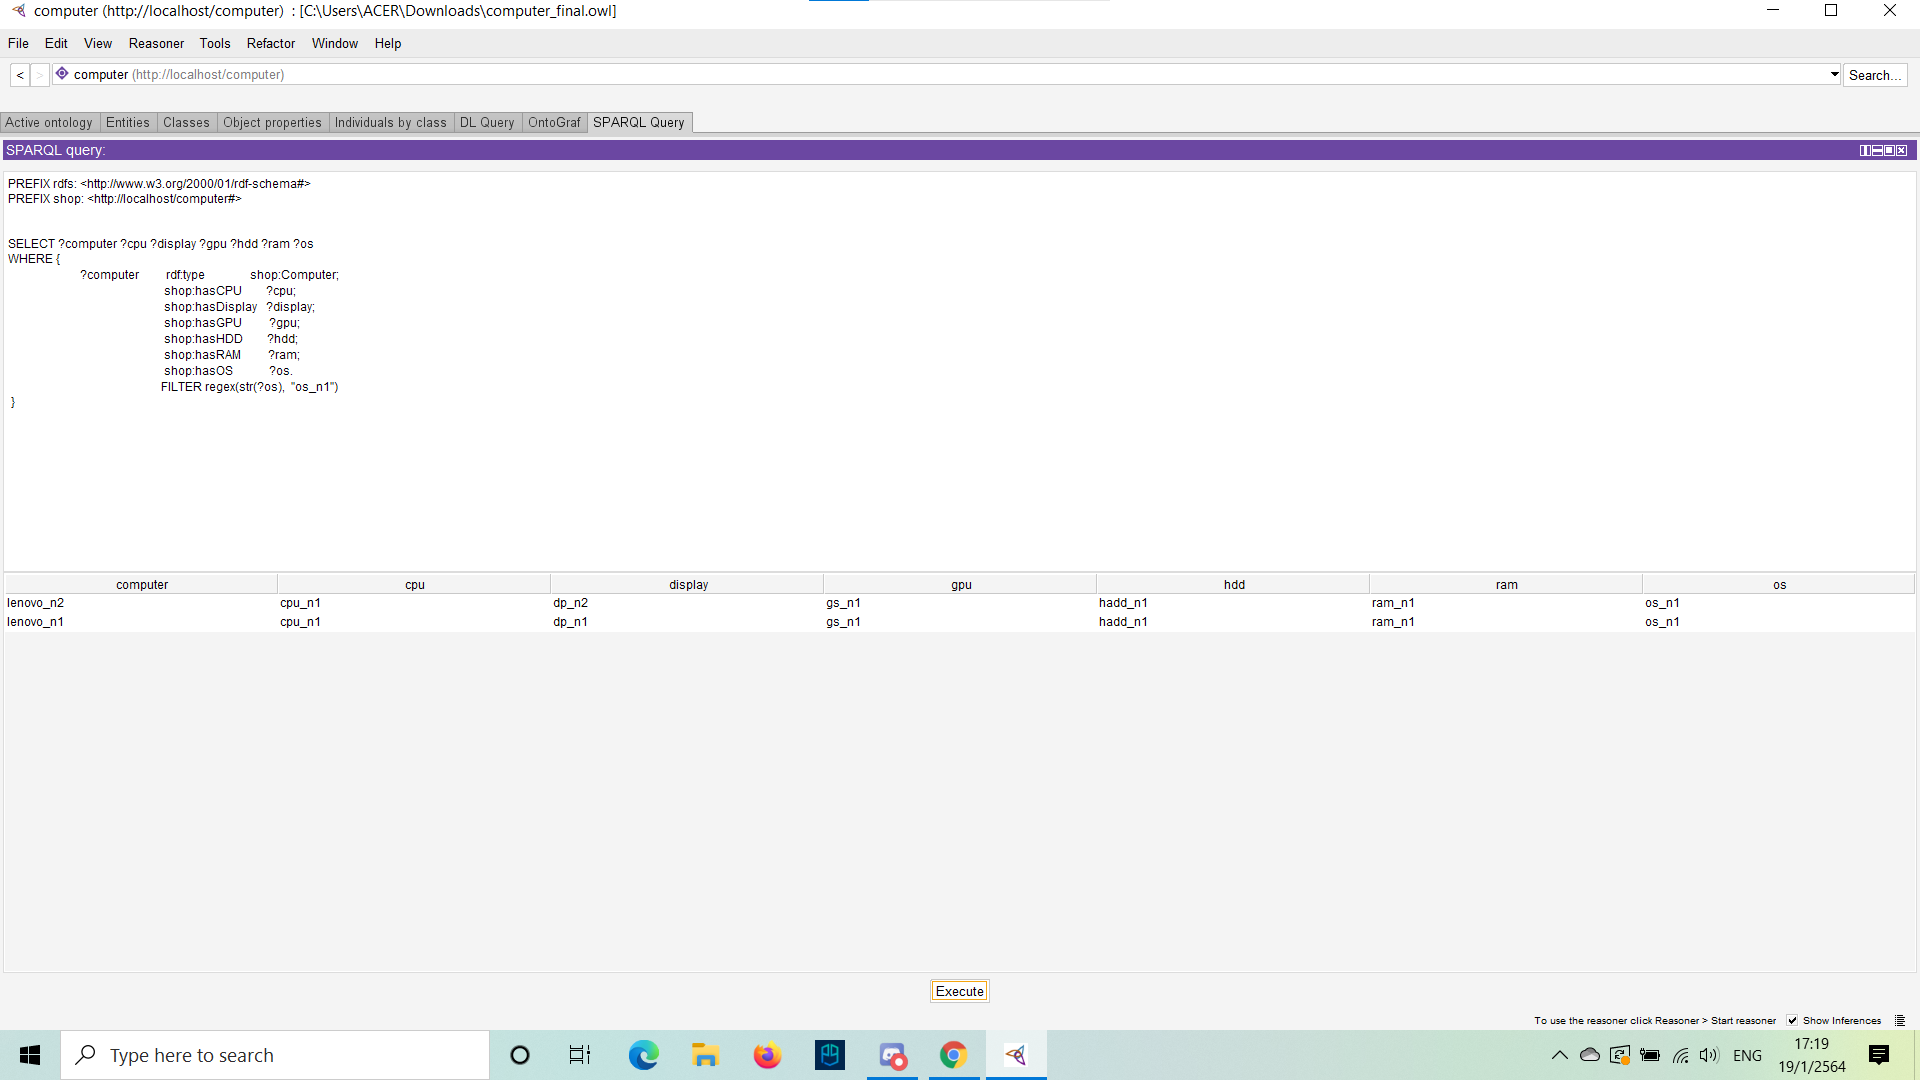 computer (http://localhost/computer) : [C:\Users\ACER\Downloads\computer_final.owl]
File Edit View Reasoner Tools Refactor Window Help
< > computer (http://localhost/computer) Search...
Active ontology Entities Classes Object properties Individuals by class DL Query OntoGraf SPARQL Query
SPARQL query:
PREFIX rdfs: <http://www.w3.org/2000/01/rdf-schema#>
PREFIX shop: <http://localhost/computer#>
SELECT ?computer ?cpu ?display ?gpu ?hdd ?ram ?os
WHERE {
?computer rdf:type shop:Computer;
shop:hasCPU ?cpu;
shop:hasDisplay ?display;
shop:hasGPU ?gpu;
shop:hasHDD ?hdd;
shop:hasRAM ?ram;
shop:hasOS ?os.
FILTER regex(str(?os), "os_n1")
}
computer cpu display gpu hdd ram os
lenovo_n2 cpu_n1 dp_n2 gs_n1 hadd_n1 ram_n1 os_n1
lenovo_n1 cpu_n1 dp_n1 gs_n1 hadd_n1 ram_n1 os_n1
Execute
To use the reasoner click Reasoner > Start reasoner Show Inferences
Type here to search
ENG
17:19
19/1/2564